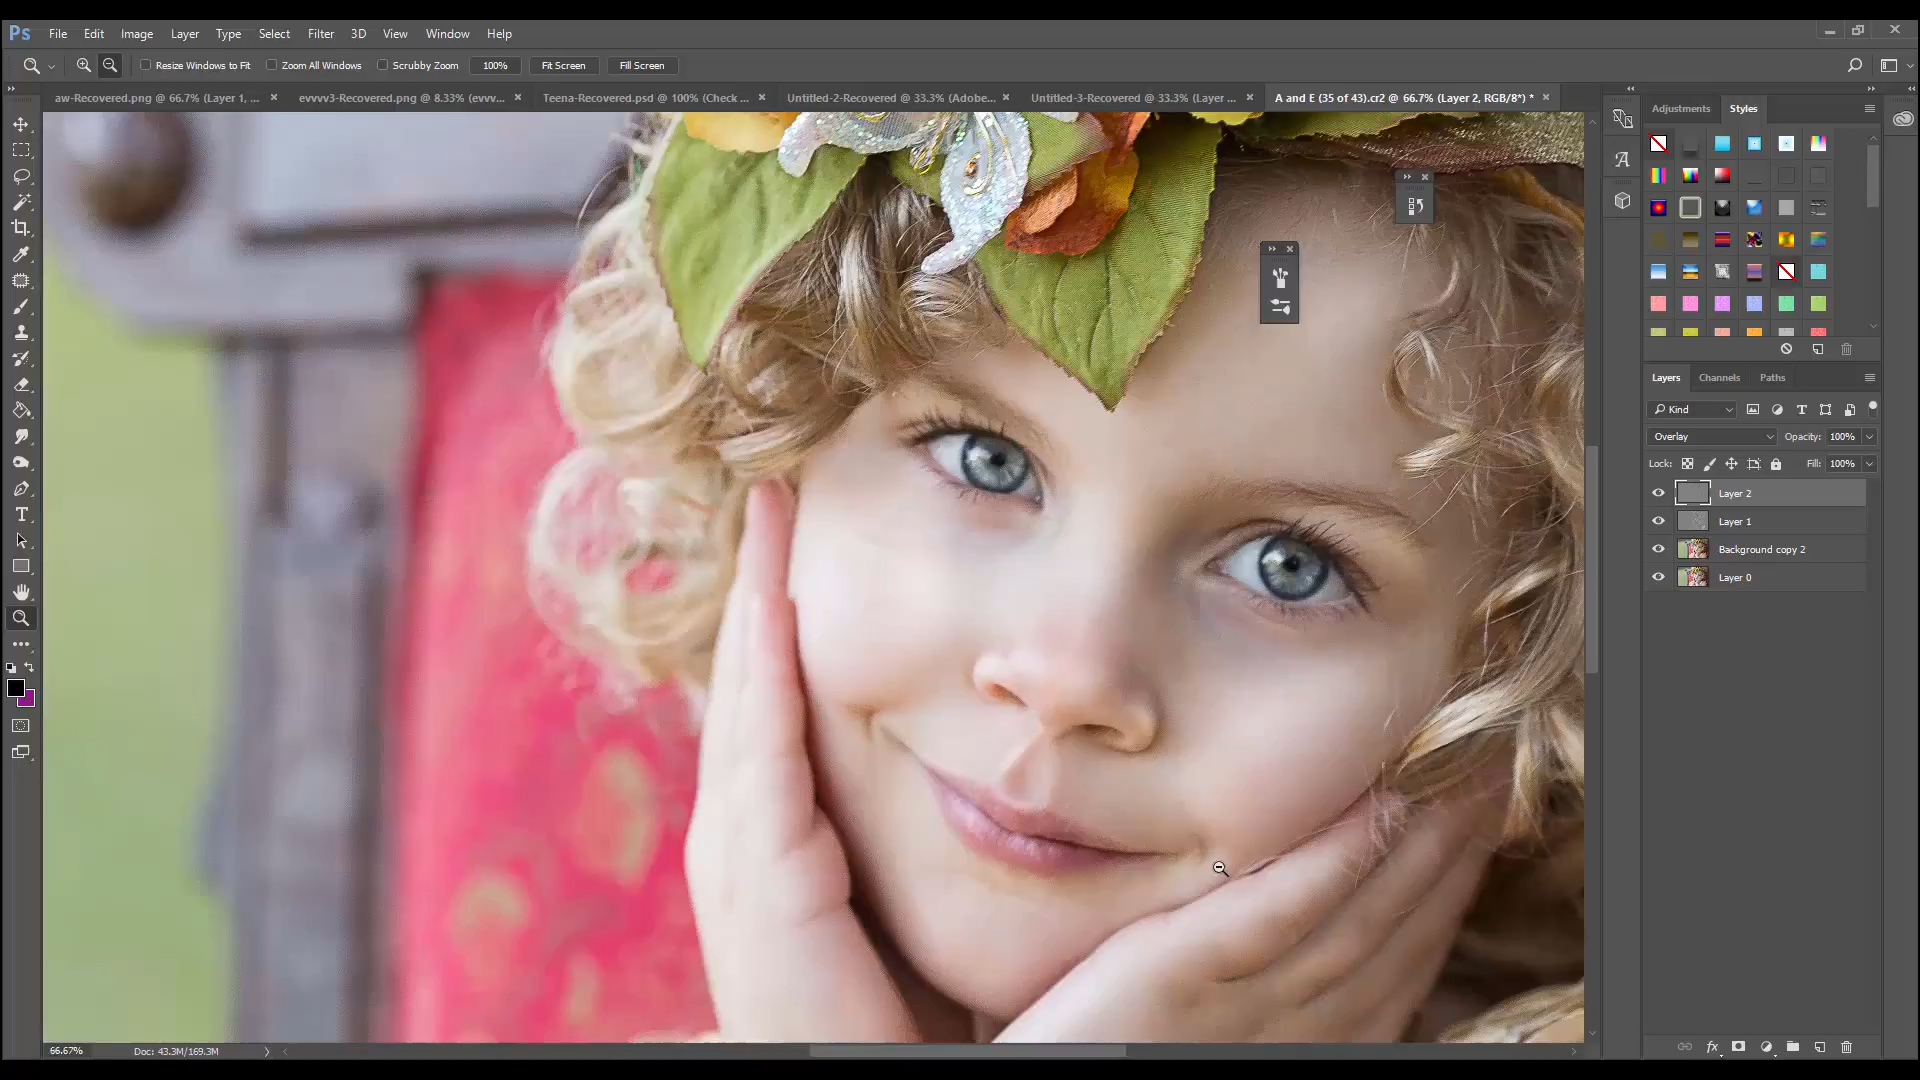 Ps File Edit Image Layer Type Select Filter 3D View Window Help
Resize Windows to Fit Zoom All Windows Scrubby Zoom 100% Fit Screen Fill Screen
aw-Recovered.png @ 66.7% (Layer 1, ... evvvv3-Recovered.png @ 8.33% (evvv... Teena-Recovered.psd @ 100% (Check ... Untitled-2-Recovered @ 33.3% (Adobe... Untitled-3-Recovered @ 33.3% (Layer ... A and E (35 of 43).cr2 @ 66.7% (Layer 2, RGB/8*) *
Adjustments Styles
Layers Channels Paths
Kind
Overlay Opacity: 100%
Lock: Fill: 100%
Layer 2
Layer 1
Background copy 2
Layer 0
66.67% Doc: 43.3M/169.3M